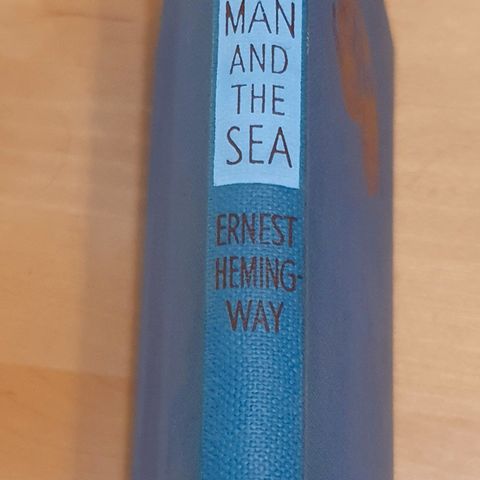 MAN
AND
THE
SEA
ERNEST
HEMING-
WAY